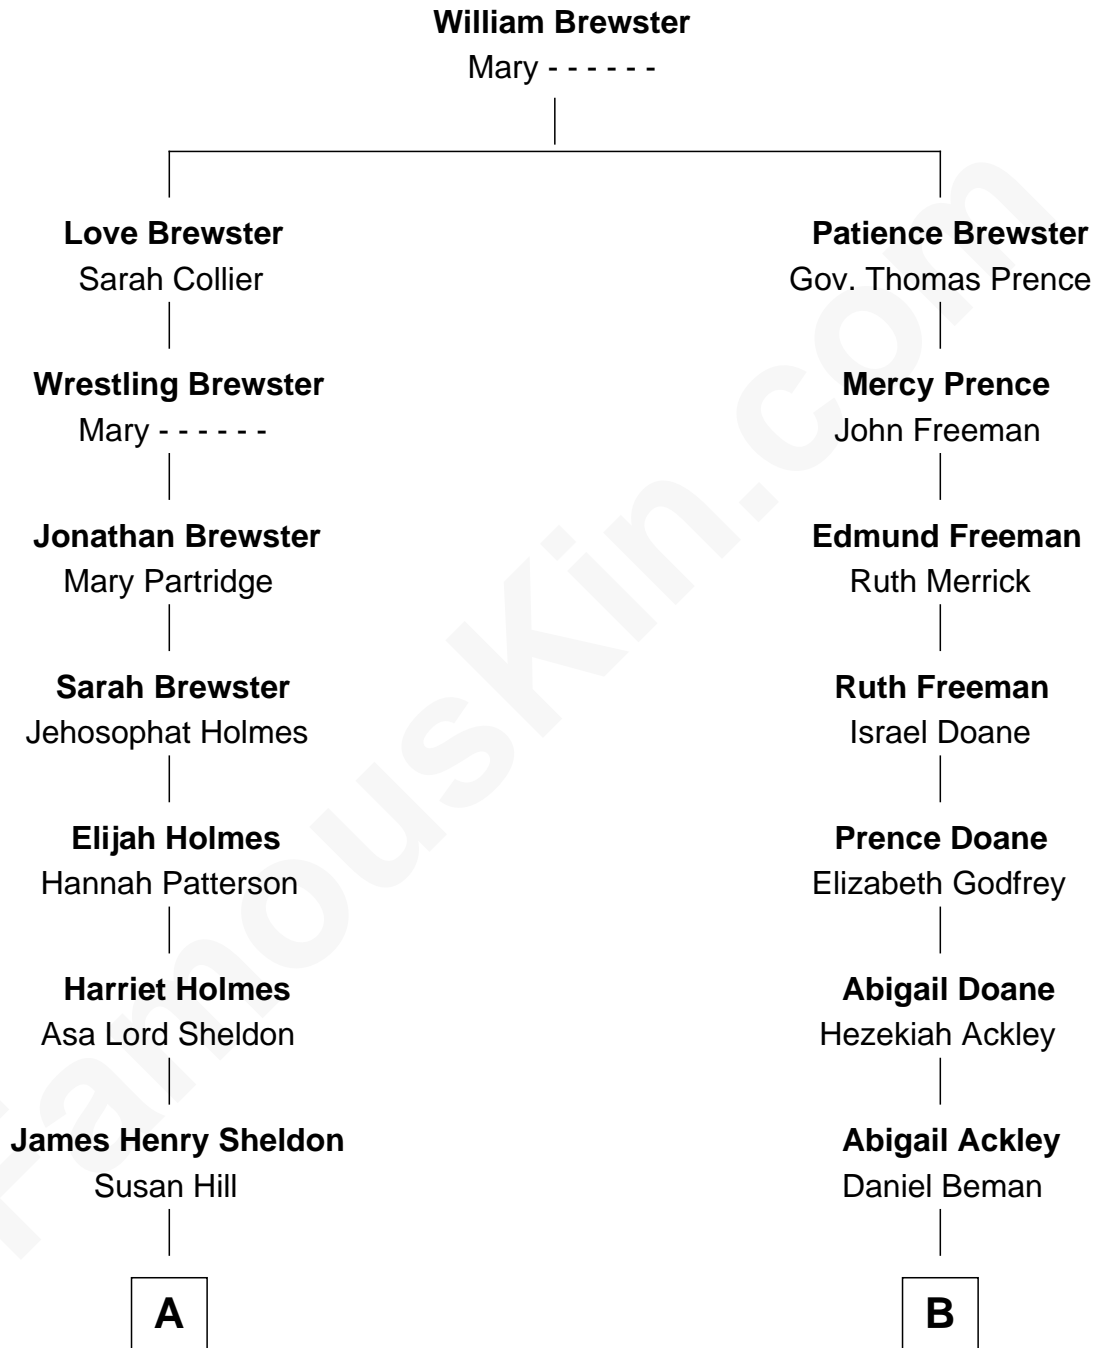 William Brewster
Mary - - - - - -
Love Brewster
Sarah Collier
Patience Brewster
Gov. Thomas Prence
Wrestling Brewster
Mary - - - - - -
Mercy Prence
John Freeman
Jonathan Brewster
Mary Partridge
Edmund Freeman
Ruth Merrick
Sarah Brewster
Jehosophat Holmes
Ruth Freeman
Israel Doane
Elijah Holmes
Hannah Patterson
Prence Doane
Elizabeth Godfrey
Harriet Holmes
Asa Lord Sheldon
Abigail Doane
Hezekiah Ackley
James Henry Sheldon
Susan Hill
Abigail Ackley
Daniel Beman
A
B
FamousKin.com